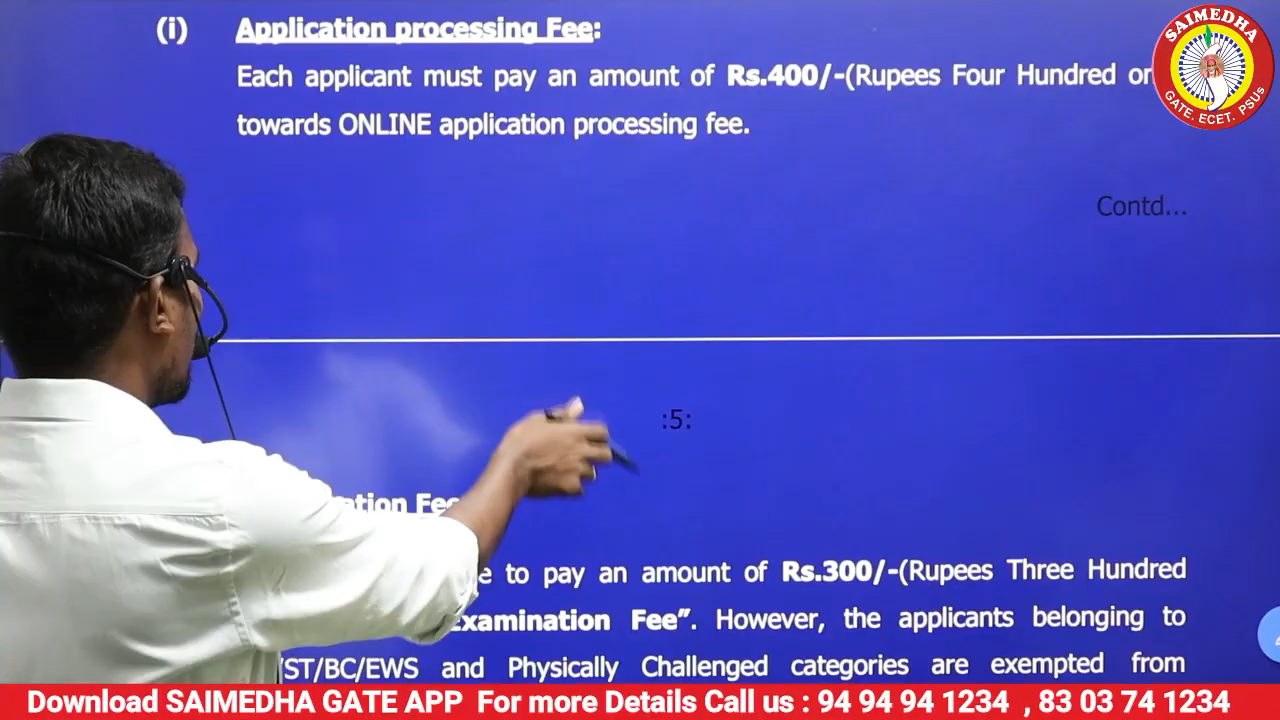 (i) Application processing Fee:
Each applicant must pay an amount of Rs.400/-(Rupees Four Hundred
towards ONLINE application processing fee.
SAIMEDHA
GATE. ECET. PSUs
Contd...
:5:
Fee
to pay an amount of Rs.300/-(Rupees Three Hundred
Examination Fee”. However, the applicants belonging to
/ST/BC/EWS and Physically Challenged categories are exempted from
Download SAIMEDHA GATE APP For more Details Call us : 94 94 94 1234 , 83 03 74 1234